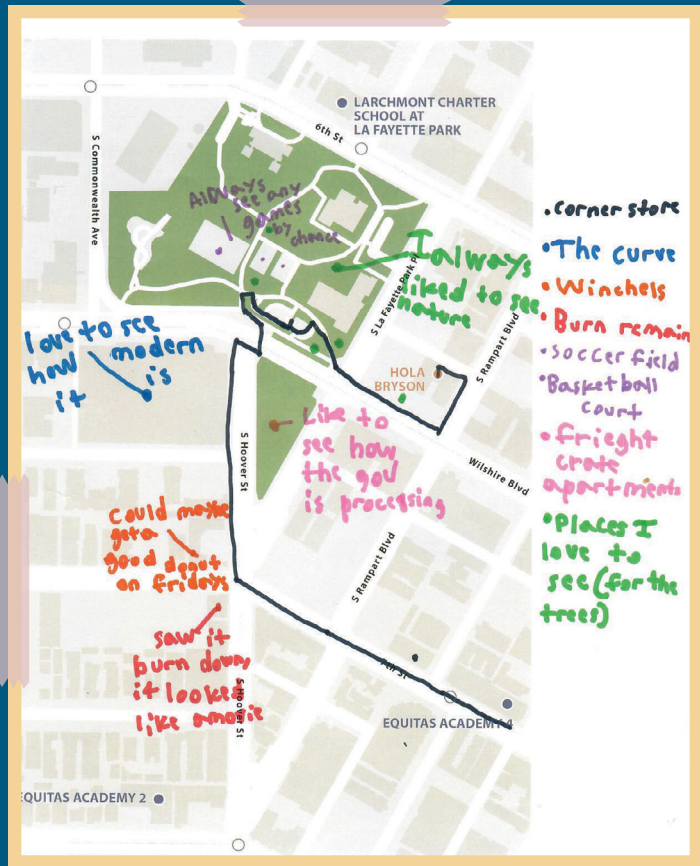 LARCHMONT CHARTER
SCHOOL AT
LA FAYETTE PARK
6th St
S Commonwealth Ave
AlWays
see any
games
by
chance
I always
liked to see
nature
S La Fayette Park Pl
S Rampart Blvd
love to see
how modern
it is
HOLA
BRYSON
Like to
see how
the gov
is processing
S Hoover St
Wilshire Blvd
could maybe
get a
good donut
on fridays
S Rampart Blvd
saw it
burn down,
it looked
like a movie
S Hoover St
7th St
EQUITAS ACADEMY 4
EQUITAS ACADEMY 2
•corner store
•The curve
•Winchels
•Burn remain
•soccer field
•Basketball
court
•frieght
crate
apartments
•Places I
love to
see (for the
trees)